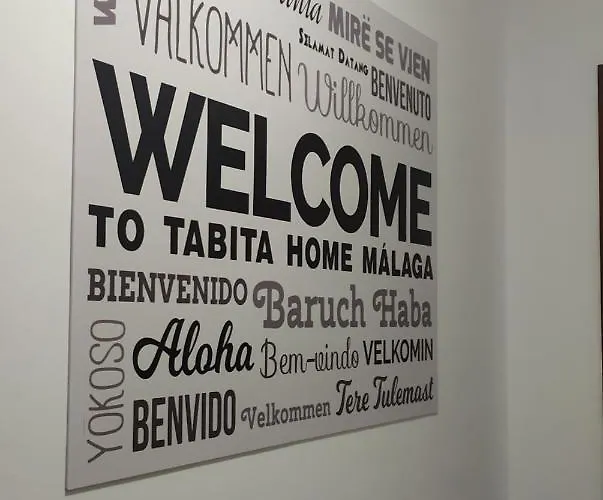 MIRË SE VJEN
VALKOMMEN
SELAMAT DATANG
Willkommen
BENVENUTO
WELCOME
TO TABITA HOME MÁLAGA
BIENVENIDO
Baruch Haba
YOKOSO
Aloha
Bem-vindo
VELKOMIN
BENVIDO
Velkommen
Tere Tulemast